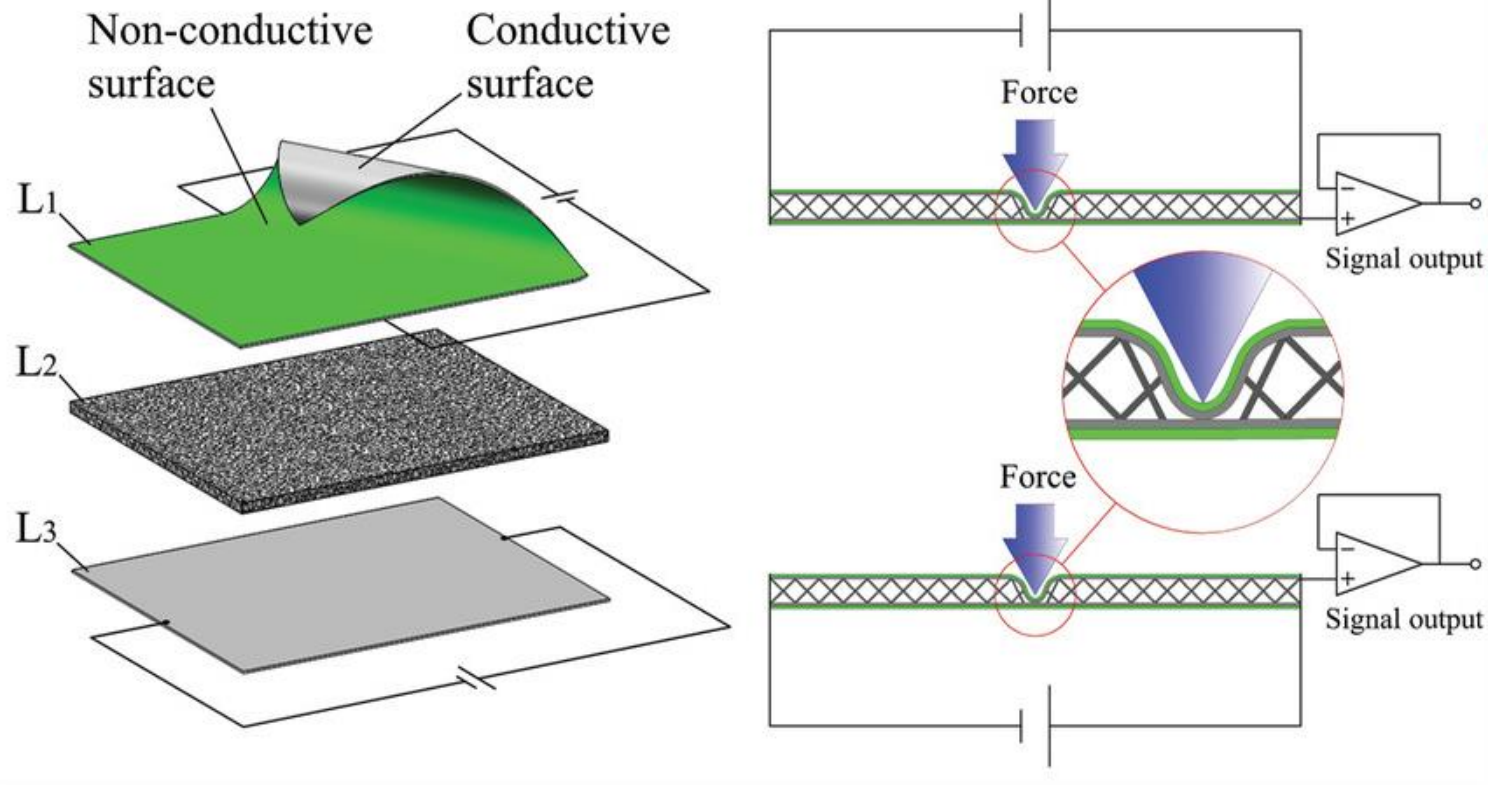 Non-conductive
surface
Conductive
surface
L1
L2
L3
Force
−
+
Signal output
Force
−
+
Signal output